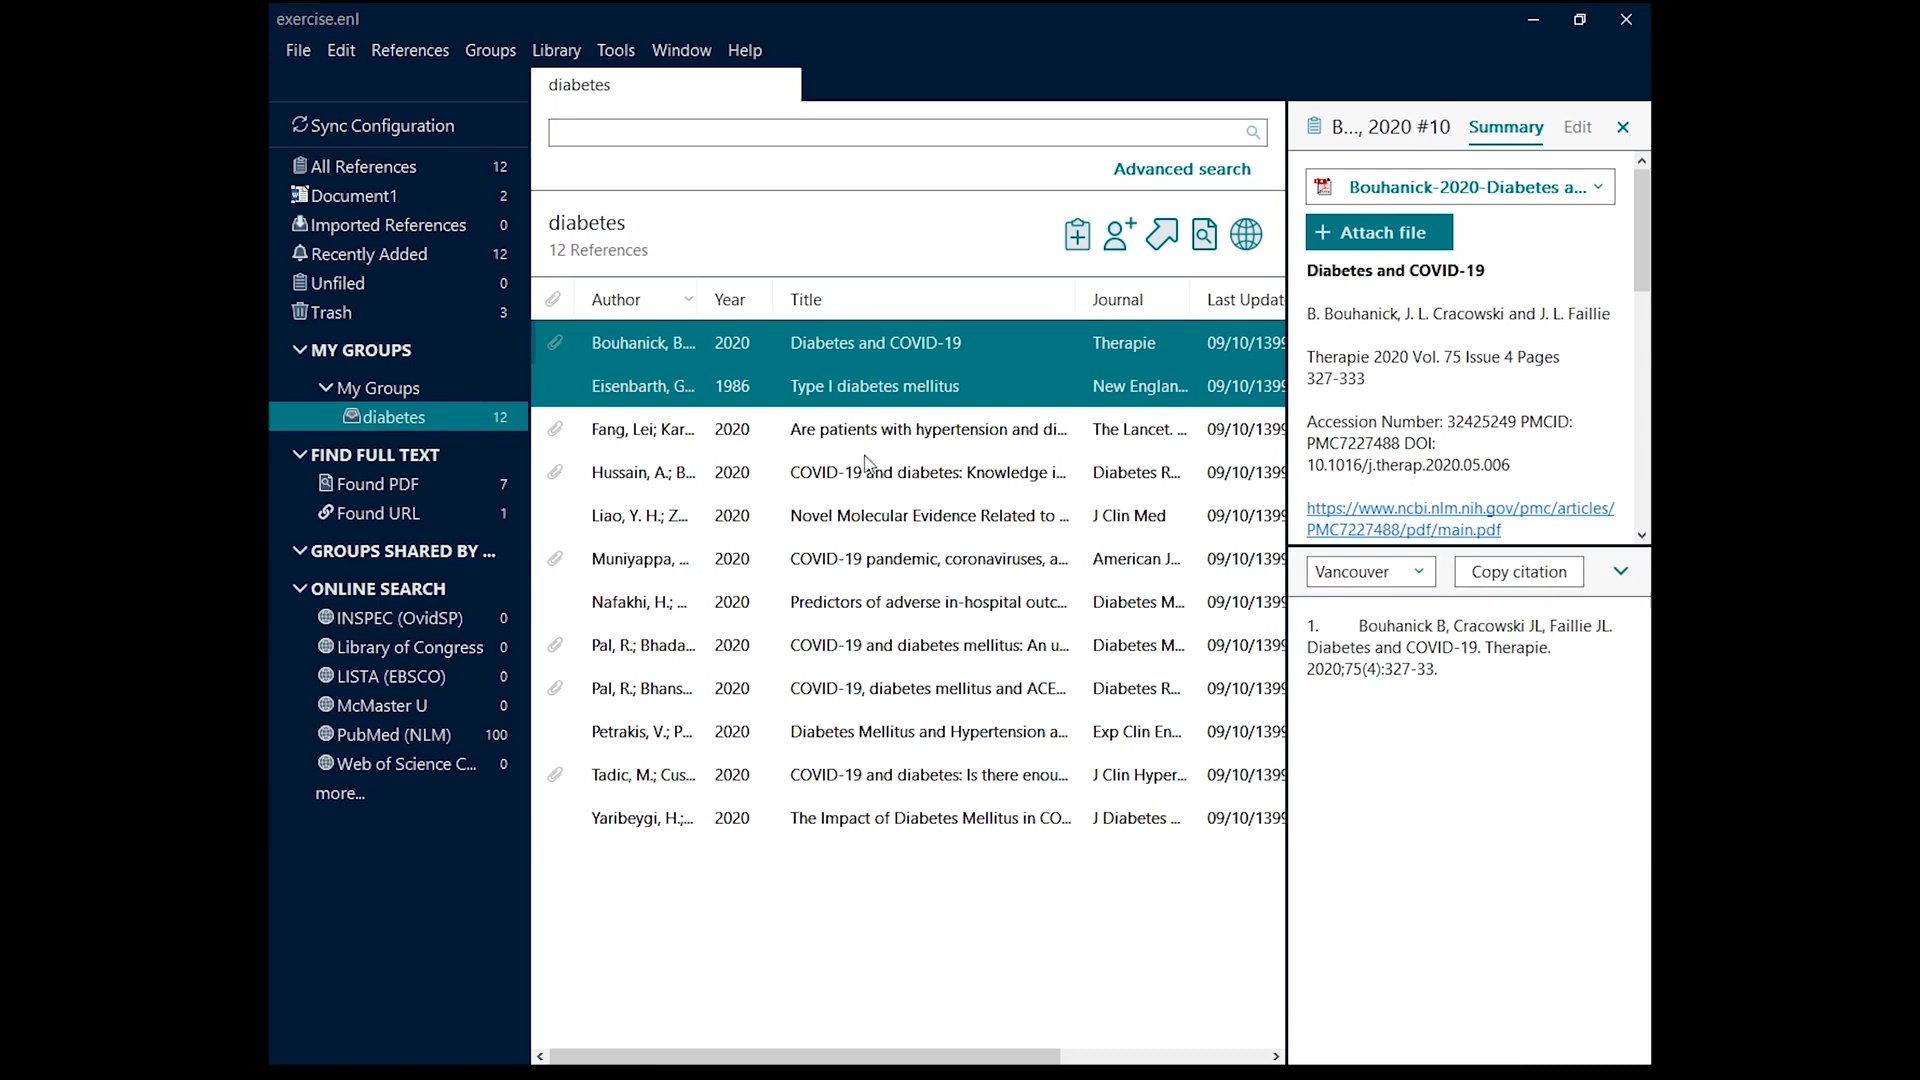 exercise.enl
File Edit References Groups Library Tools Window Help
diabetes
Sync Configuration
All References 12
Document1 2
Imported References 0
Recently Added 12
Unfiled 0
Trash 3
MY GROUPS
My Groups
diabetes 12
FIND FULL TEXT
Found PDF 7
Found URL 1
GROUPS SHARED BY ...
ONLINE SEARCH
INSPEC (OvidSP) 0
Library of Congress 0
LISTA (EBSCO) 0
McMaster U 0
PubMed (NLM) 100
Web of Science C... 0
more...
Advanced search
diabetes
12 References
Author Year Title Journal Last Updat
Bouhanick, B.... 2020 Diabetes and COVID-19 Therapie 09/10/1399
Eisenbarth, G... 1986 Type I diabetes mellitus New Englan... 09/10/1399
Fang, Lei; Kar... 2020 Are patients with hypertension and di... The Lancet. ... 09/10/1399
Hussain, A.; B... 2020 COVID-19 and diabetes: Knowledge i... Diabetes R... 09/10/1399
Liao, Y. H.; Z... 2020 Novel Molecular Evidence Related to ... J Clin Med 09/10/1399
Muniyappa, ... 2020 COVID-19 pandemic, coronaviruses, a... American J... 09/10/1399
Nafakhi, H.; ... 2020 Predictors of adverse in-hospital outc... Diabetes M... 09/10/1399
Pal, R.; Bhada... 2020 COVID-19 and diabetes mellitus: An u... Diabetes M... 09/10/1399
Pal, R.; Bhans... 2020 COVID-19, diabetes mellitus and ACE... Diabetes R... 09/10/1399
Petrakis, V.; P... 2020 Diabetes Mellitus and Hypertension a... Exp Clin En... 09/10/1399
Tadic, M.; Cus... 2020 COVID-19 and diabetes: Is there enou... J Clin Hyper... 09/10/1399
Yaribeygi, H.;... 2020 The Impact of Diabetes Mellitus in CO... J Diabetes ... 09/10/1399
B..., 2020 #10 Summary Edit
Bouhanick-2020-Diabetes a...
+ Attach file
Diabetes and COVID-19
B. Bouhanick, J. L. Cracowski and J. L. Faillie
Therapie 2020 Vol. 75 Issue 4 Pages
327-333
Accession Number: 32425249 PMCID:
PMC7227488 DOI:
10.1016/j.therap.2020.05.006
https://www.ncbi.nlm.nih.gov/pmc/articles/
PMC7227488/pdf/main.pdf
Vancouver Copy citation
1. Bouhanick B, Cracowski JL, Faillie JL.
Diabetes and COVID-19. Therapie.
2020;75(4):327-33.